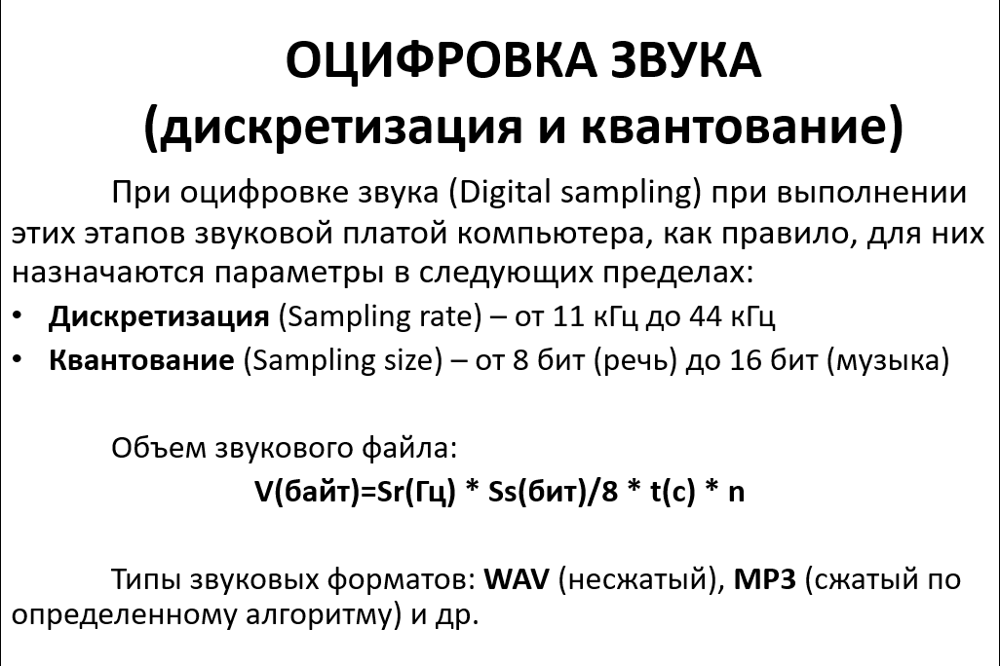 ОЦИФРОВКА ЗВУКА
(дискретизация и квантование)
При оцифровке звука (Digital sampling) при выполнении
этих этапов звуковой платой компьютера, как правило, для них
назначаются параметры в следующих пределах:
• Дискретизация (Sampling rate) – от 11 кГц до 44 кГц
• Квантование (Sampling size) – от 8 бит (речь) до 16 бит (музыка)
Объем звукового файла:
V(байт)=Sr(Гц) * Ss(бит)/8 * t(c) * n
Типы звуковых форматов: WAV (несжатый), MP3 (сжатый по
определенному алгоритму) и др.